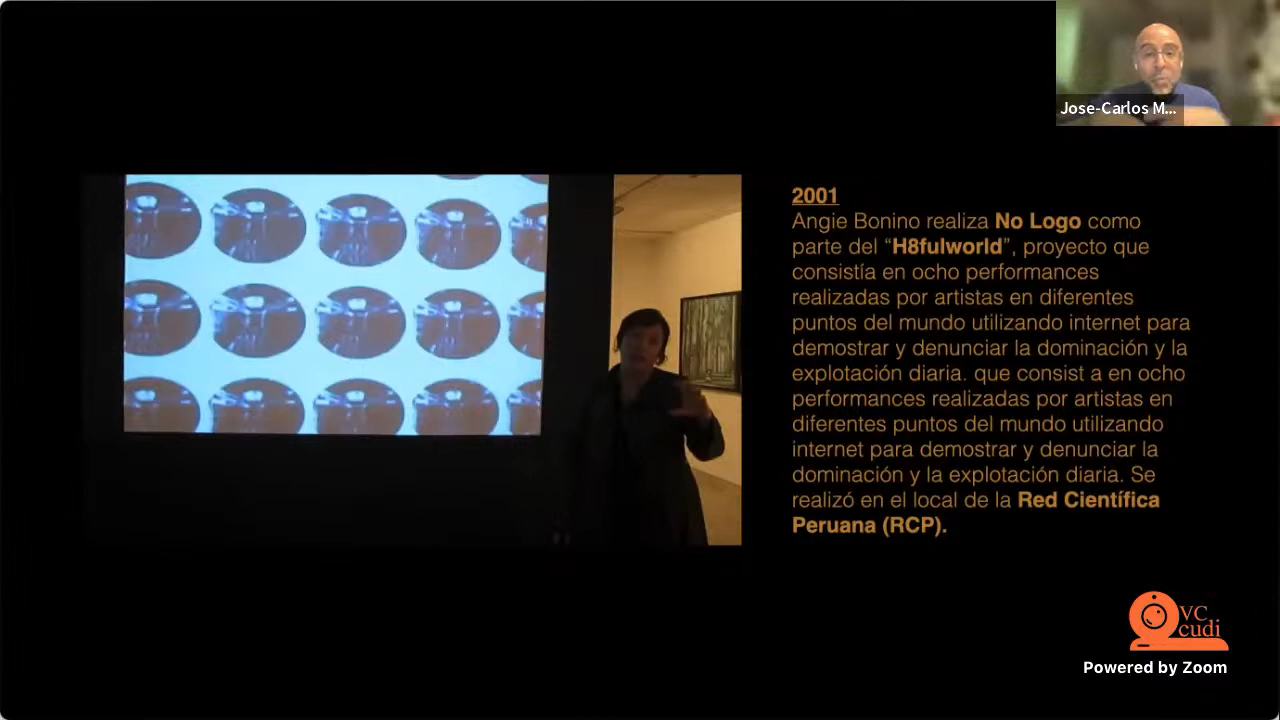 Jose-Carlos M...
2001
Angie Bonino realiza No Logo como
parte del “H8fulworld”, proyecto que
consistía en ocho performances
realizadas por artistas en diferentes
puntos del mundo utilizando internet para
demostrar y denunciar la dominación y la
explotación diaria. que consist a en ocho
performances realizadas por artistas en
diferentes puntos del mundo utilizando
internet para demostrar y denunciar la
dominación y la explotación diaria. Se
realizó en el local de la Red Científica
Peruana (RCP).
VC
cudi
Powered by Zoom